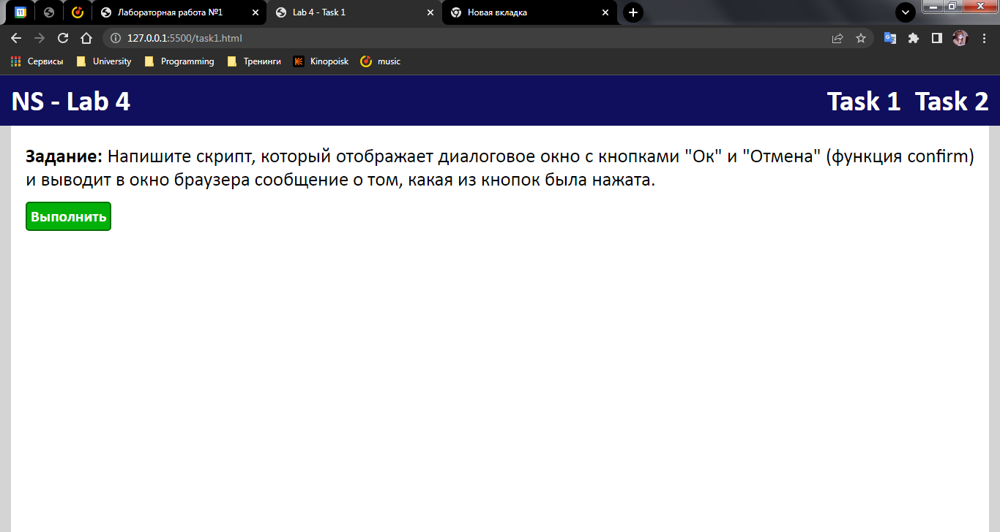 11
Лабораторная работа №1
Lab 4 - Task 1
Новая вкладка
127.0.0.1:5500/task1.html
Сервисы
University
Programming
Тренинги
Kinopoisk
music
NS - Lab 4
Task 1 Task 2
Задание: Напишите скрипт, который отображает диалоговое окно с кнопками "Ок" и "Отмена" (функция confirm)
и выводит в окно браузера сообщение о том, какая из кнопок была нажата.
Выполнить